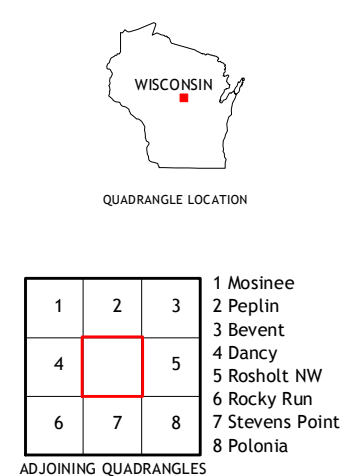 WISCONSIN
QUADRANGLE LOCATION
1 2 3
4 5
6 7 8
1 Mosinee
2 Peplin
3 Bevent
4 Dancy
5 Rosholt NW
6 Rocky Run
7 Stevens Point
8 Polonia
ADJOINING QUADRANGLES